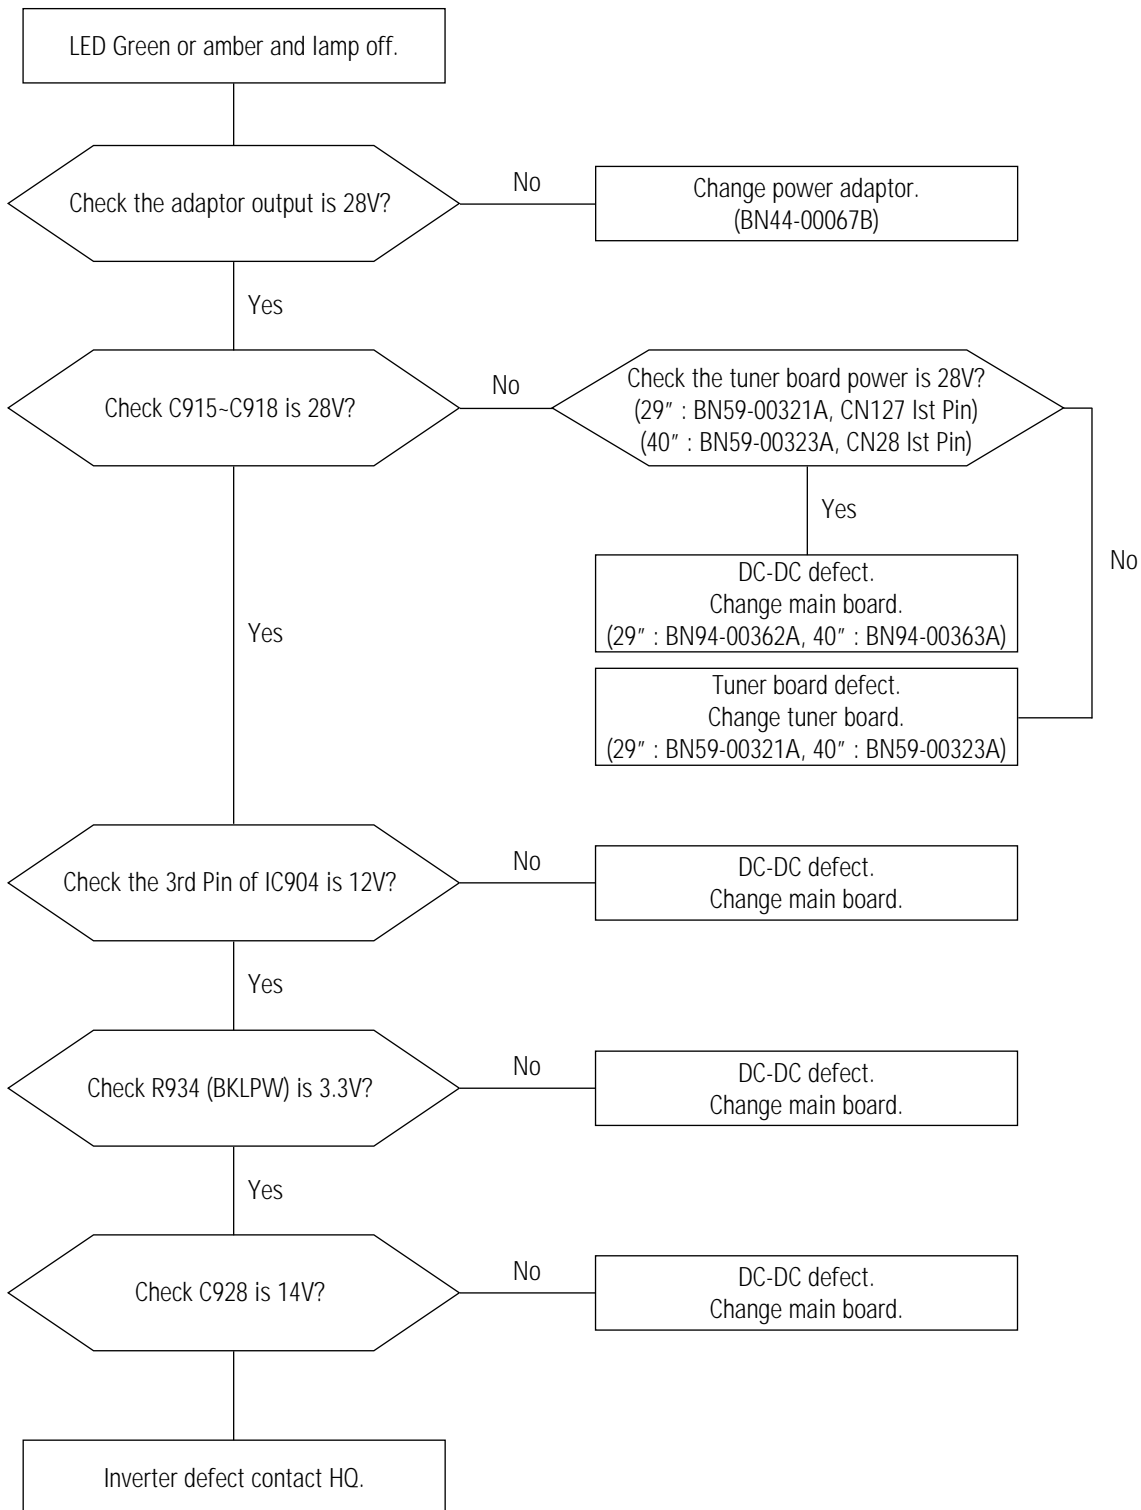 LED Green or amber and lamp off.
Check the adaptor output is 28V?
No
Change power adaptor.
(BN44-00067B)
Yes
Check C915~C918 is 28V?
No
Check the tuner board power is 28V?
(29" : BN59-00321A, CN127 Ist Pin)
(40" : BN59-00323A, CN28 Ist Pin)
Yes
No
DC-DC defect.
Change main board.
(29" : BN94-00362A, 40" : BN94-00363A)
Yes
Tuner board defect.
Change tuner board.
(29" : BN59-00321A, 40" : BN59-00323A)
Check the 3rd Pin of IC904 is 12V?
No
DC-DC defect.
Change main board.
Yes
Check R934 (BKLPW) is 3.3V?
No
DC-DC defect.
Change main board.
Yes
Check C928 is 14V?
No
DC-DC defect.
Change main board.
Inverter defect contact HQ.